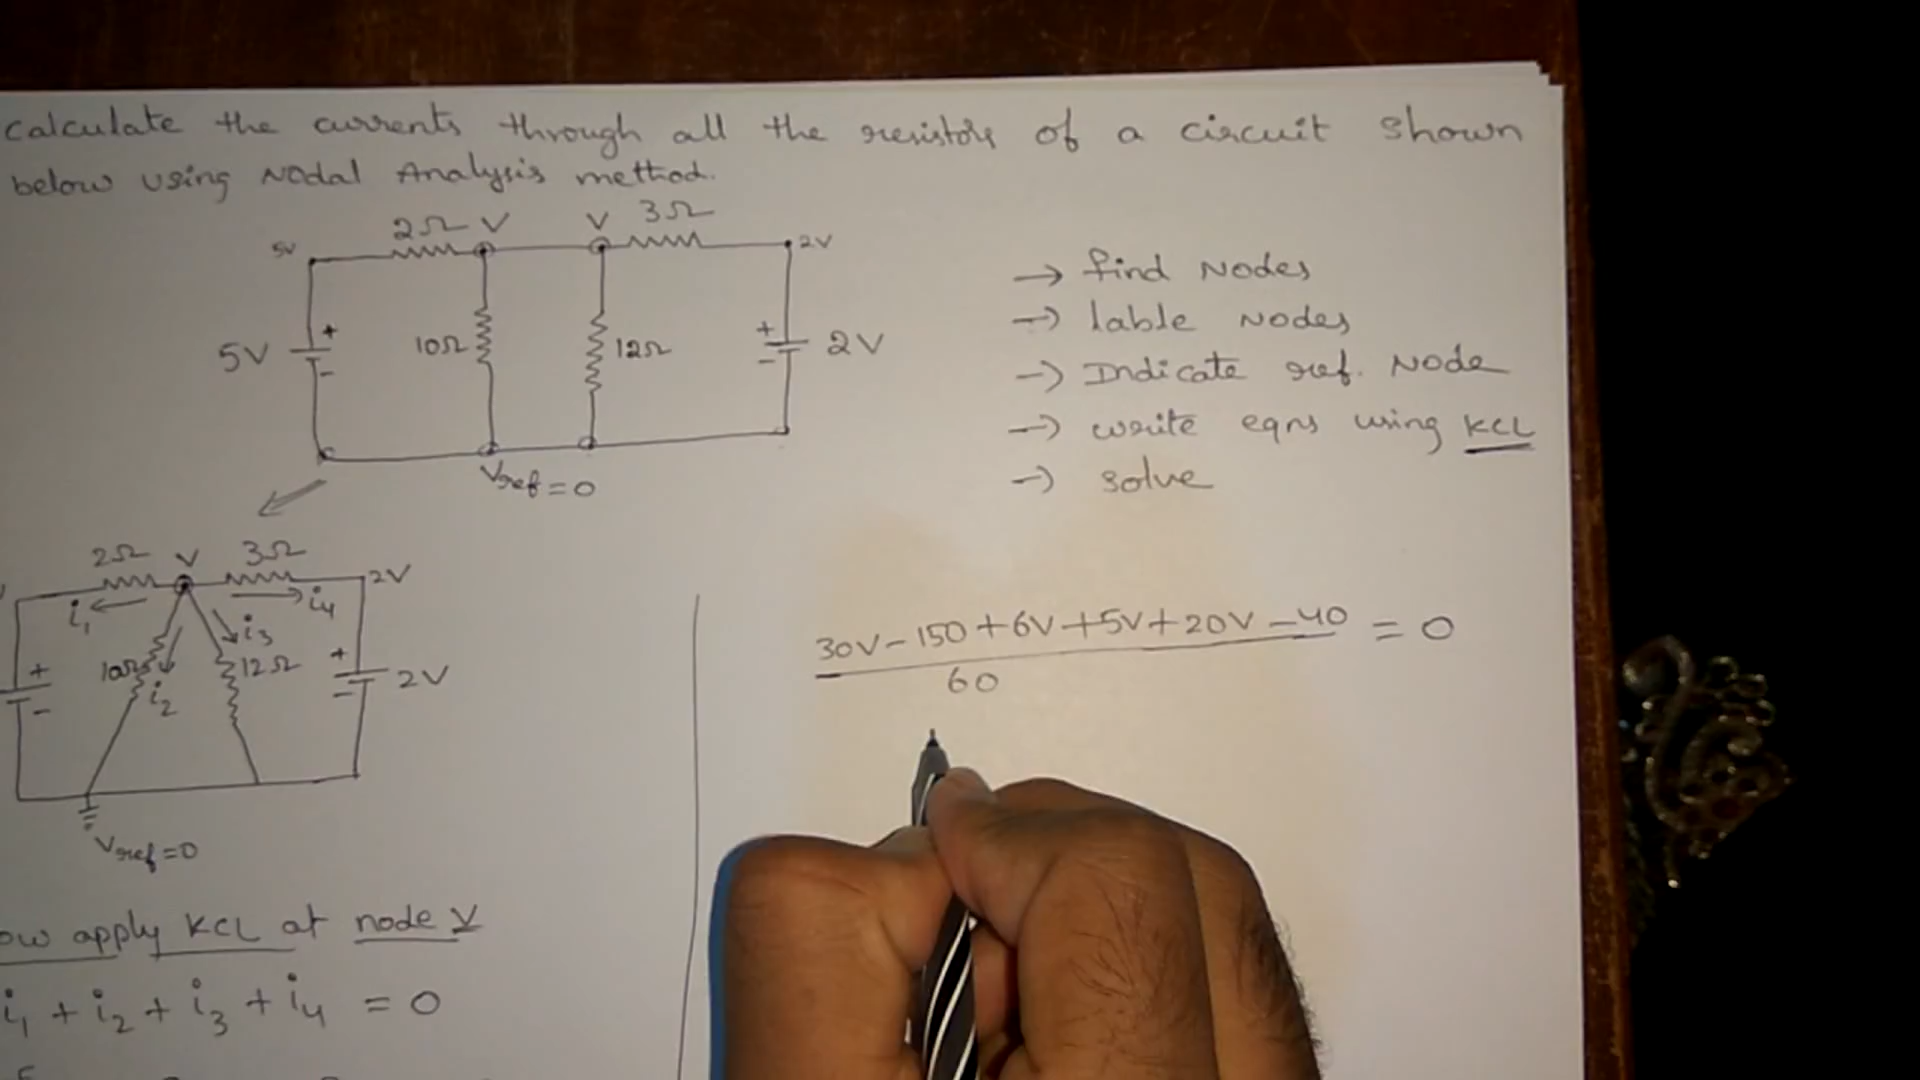 calculate the currents through all the resistors of a circuit shown
below using Nodal Analysis method.
2Ω V V 3Ω
5V 2V
5V + - 10Ω 12Ω + - 2V
Vref = 0
→ find Nodes
→ lable Nodes
→ Indicate ref. Node
→ write eqns using KCL
→ solve
2Ω V 3Ω
2V
i1 i4
i3
10Ω i2 12Ω
+ - + - 2V
Vref = 0
30V - 150 + 6V + 5V + 20V - 40 = 0
60
ow apply KCL at node V
i1 + i2 + i3 + i4 = 0